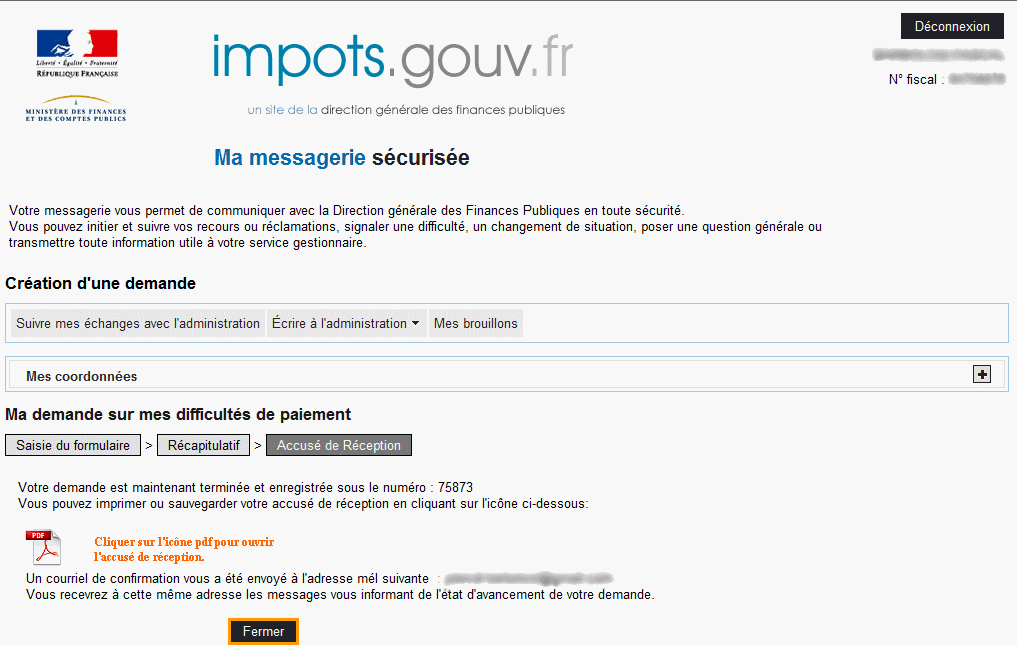 Déconnexion
Liberté • Égalité • Fraternité
RÉPUBLIQUE FRANÇAISE
impots.gouv.fr
N° fiscal :
MINISTÈRE DES FINANCES
ET DES COMPTES PUBLICS
un site de la direction générale des finances publiques
Ma messagerie sécurisée
Votre messagerie vous permet de communiquer avec la Direction générale des Finances Publiques en toute sécurité.
Vous pouvez initier et suivre vos recours ou réclamations, signaler une difficulté, un changement de situation, poser une question générale ou
transmettre toute information utile à votre service gestionnaire.
Création d'une demande
Suivre mes échanges avec l'administration Écrire à l'administration Mes brouillons
Mes coordonnées
Ma demande sur mes difficultés de paiement
Saisie du formulaire > Récapitulatif > Accusé de Réception
Votre demande est maintenant terminée et enregistrée sous le numéro : 75873
Vous pouvez imprimer ou sauvegarder votre accusé de réception en cliquant sur l'icône ci-dessous:
PDF
Cliquer sur l'icône pdf pour ouvrir
l'accusé de réception.
Un courriel de confirmation vous a été envoyé à l'adresse mél suivante :
Vous recevrez à cette même adresse les messages vous informant de l'état d'avancement de votre demande.
Fermer